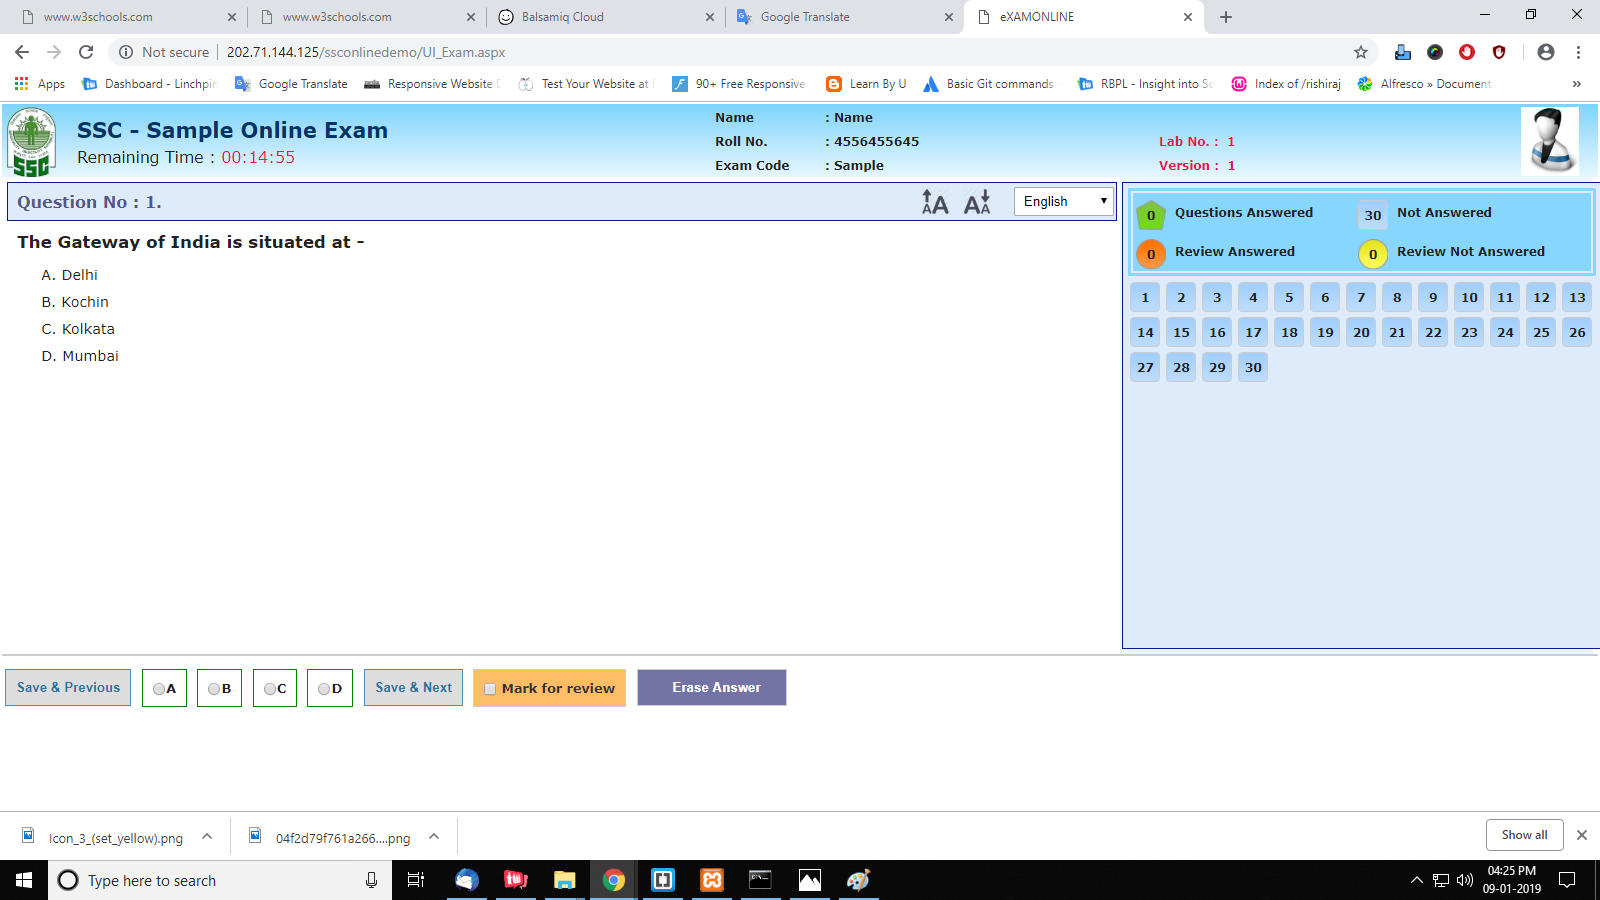 www.w3schools.com
www.w3schools.com
Balsamiq Cloud
Google Translate
eXAMONLINE
Not secure
202.71.144.125/ssconlinedemo/UI_Exam.aspx
Apps
Dashboard - Linchpin
Google Translate
Responsive Website
Test Your Website at
90+ Free Responsive
Learn By U
Basic Git commands
RBPL - Insight into Sc
Index of /rishiraj
Alfresco » Document
SSC
SSC - Sample Online Exam
Remaining Time : 00:14:55
Name : Name
Roll No. : 4556455645
Lab No. : 1
Exam Code : Sample
Version : 1
Question No : 1.
AA
AA
English
The Gateway of India is situated at -
A. Delhi
B. Kochin
C. Kolkata
D. Mumbai
0 Questions Answered
30 Not Answered
0 Review Answered
0 Review Not Answered
1 2 3 4 5 6 7 8 9 10 11 12 13
14 15 16 17 18 19 20 21 22 23 24 25 26
27 28 29 30
Save & Previous
A
B
C
D
Save & Next
Mark for review
Erase Answer
Icon_3_(set_yellow).png
04f2d79f761a266....png
Show all
Type here to search
04:25 PM
09-01-2019